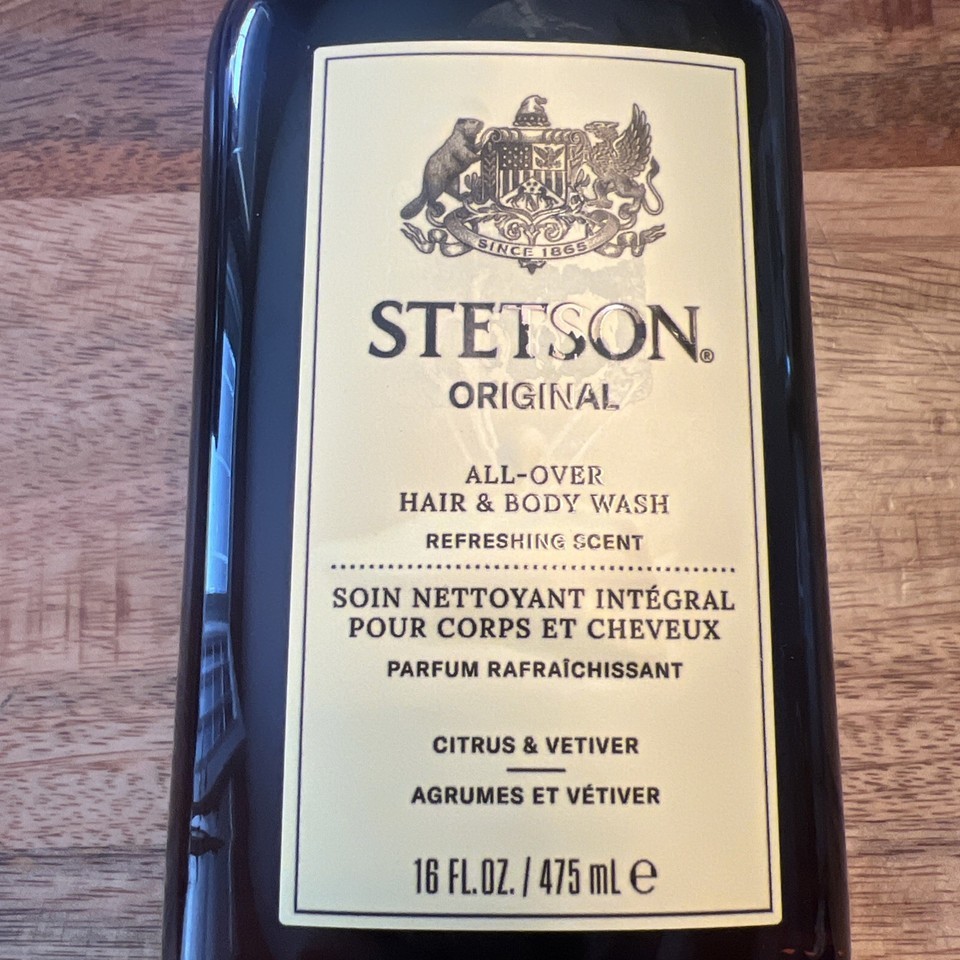 SINCE 1865
STETSON®
ORIGINAL
ALL-OVER
HAIR & BODY WASH
REFRESHING SCENT
SOIN NETTOYANT INTÉGRAL
POUR CORPS ET CHEVEUX
PARFUM RAFRAÎCHISSANT
CITRUS & VETIVER
AGRUMES ET VÉTIVER
16 FL.OZ. / 475 mL ℮